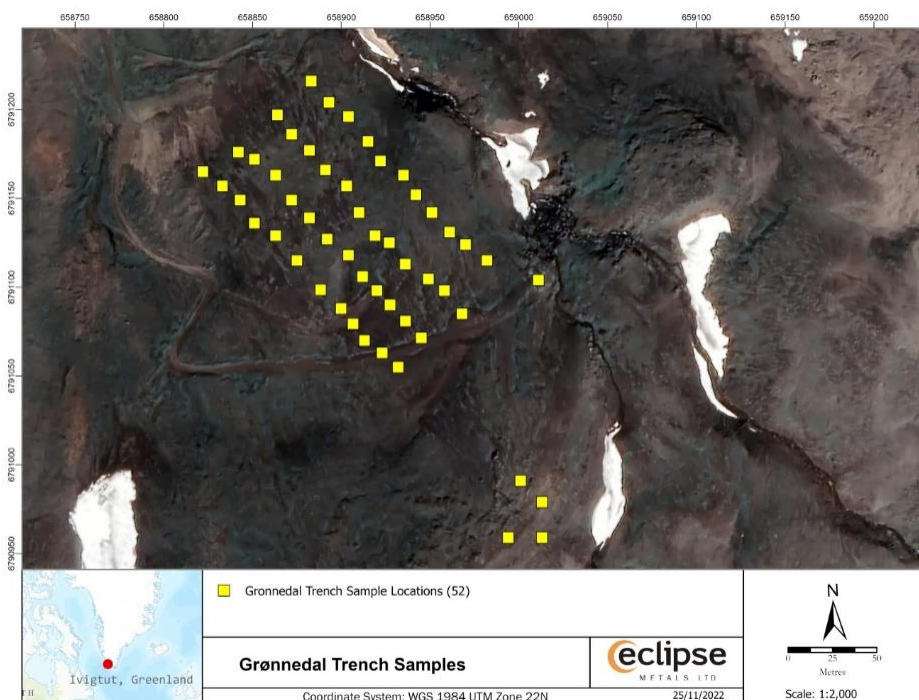 658750 658800 658850 658900 658950 659000 659050 659100 659150 659200
6791200
6791150
6791100
6791050
6791000
6790950
Gronnedal Trench Sample Locations (52)
Ivigtut, Greenland
Grønnedal Trench Samples
eclipse
METALS LTD
Coordinate System: WGS 1984 UTM Zone 22N
25/11/2022
N
0 25 50
Metres
Scale: 1:2,000